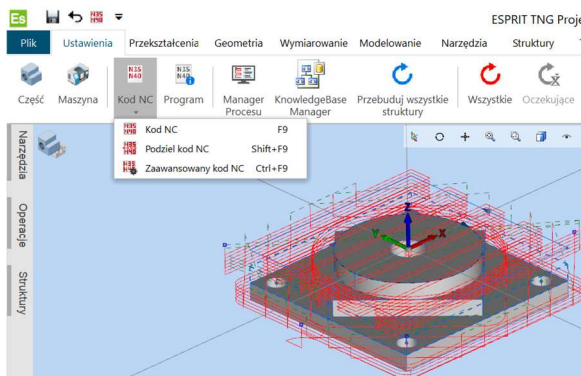 Es
ESPRIT TNG Proje
Plik Ustawienia Przekształcenia Geometria Wymiarowanie Modelowanie Narzędzia Struktury
N35 N40 N35 N40
Część Maszyna Kod NC Program Manager Procesu KnowledgeBase Manager Przebuduj wszystkie struktury Wszystkie Oczekujące
Kod NC F9
Podziel kod NC Shift+F9
Zaawansowany kod NC Ctrl+F9
Narzędzia
Operacje
Struktury
Z
Y X